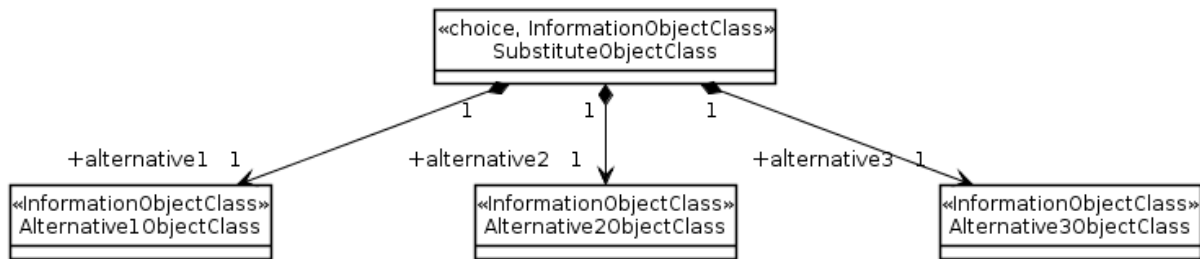 «choice, InformationObjectClass»
SubstituteObjectClass
1
1
1
+alternative1
1
+alternative2
1
+alternative3
1
«InformationObjectClass»
Alternative1ObjectClass
«InformationObjectClass»
Alternative2ObjectClass
«InformationObjectClass»
Alternative3ObjectClass